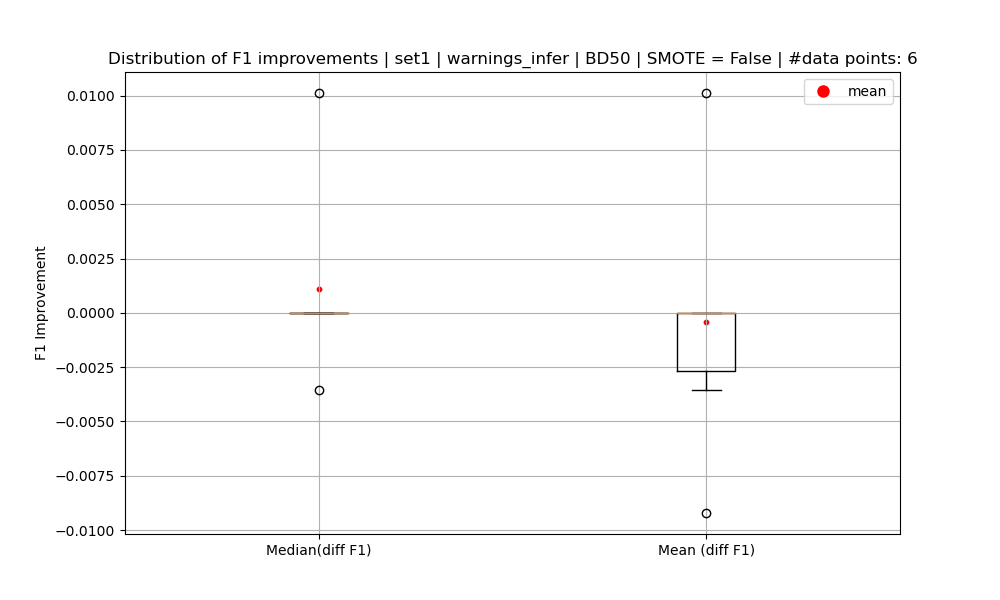 Distribution of F1 improvements | set1 | warnings_infer | BD50 | SMOTE = False | #data points: 6
mean
0.0100
0.0075
0.0050
0.0025
0.0000
−0.0025
−0.0050
−0.0075
−0.0100
F1 Improvement
Median(diff F1)
Mean (diff F1)